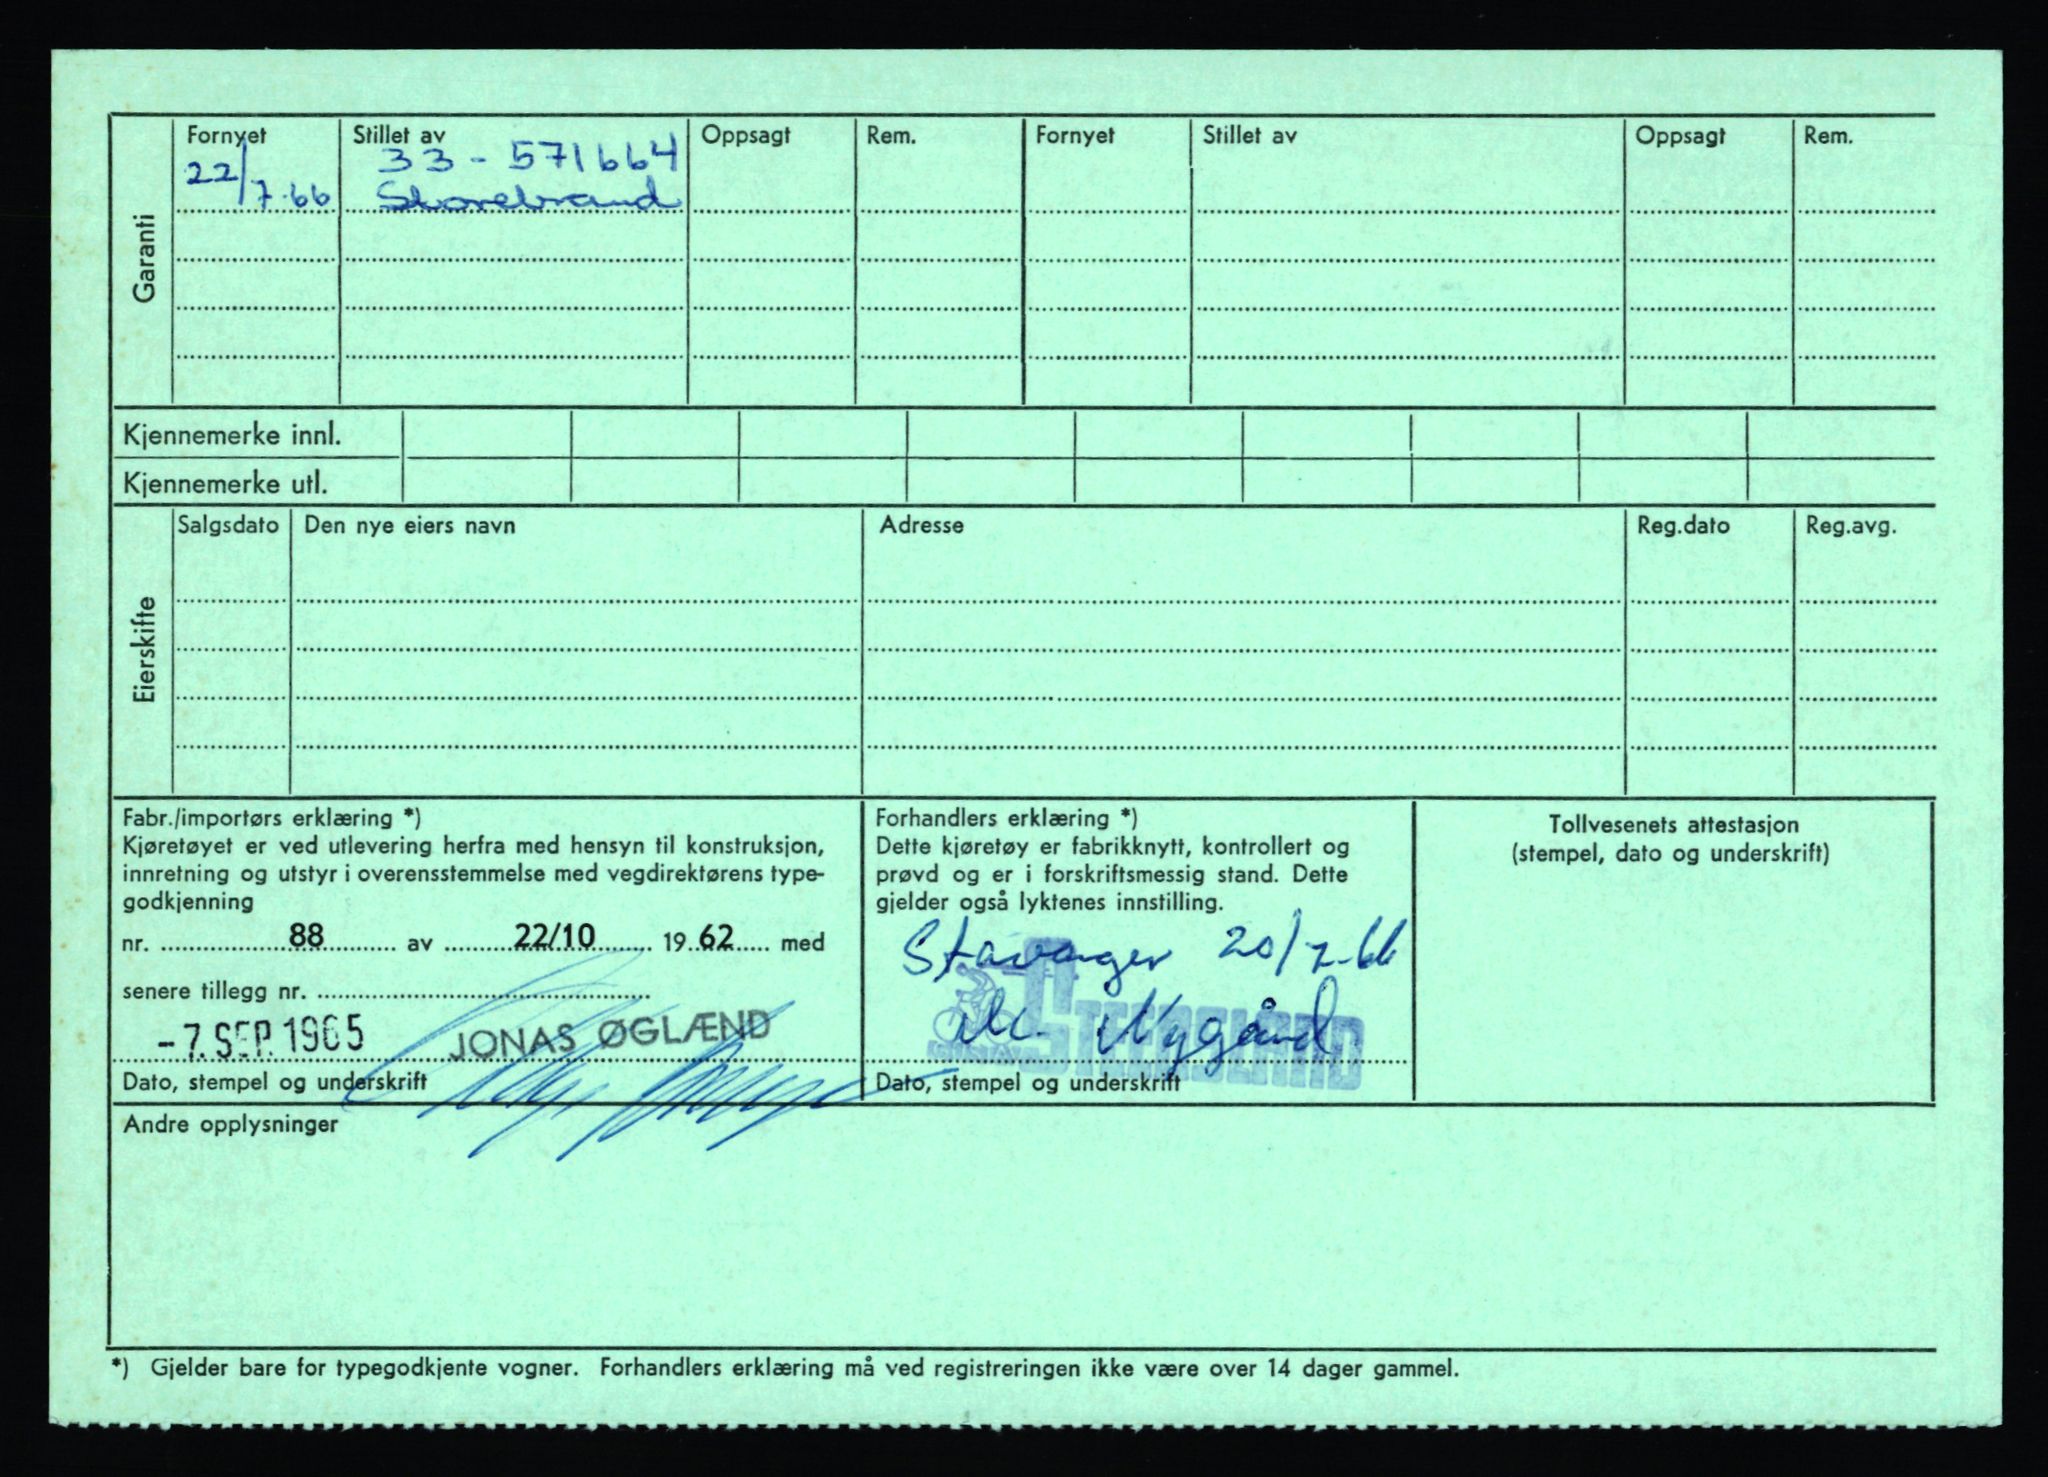 Garanti
Fornyet Stillet av Oppsagt Rem. Fornyet Stillet av Oppsagt Rem.
22/7-66 33-571664
Storebrand
Kjennemerke innl.
Kjennemerke utl.
Eierskifte
Salgsdato Den nye eiers navn Adresse Reg.dato Reg.avg.
Fabr./importørs erklæring *)
Kjøretøyet er ved utlevering herfra med hensyn til konstruksjon,
innretning og utstyr i overensstemmelse med vegdirektørens type-
godkjenning
nr. 88 av 22/10 1962 med
senere tillegg nr.
-7. SEP. 1965 JONAS ØGLÆND
Dato, stempel og underskrift
Forhandlers erklæring *)
Dette kjøretøy er fabrikknytt, kontrollert og
prøvd og er i forskriftsmessig stand. Dette
gjelder også lyktenes innstilling.
Stavanger 20/7-66
Nygård
Dato, stempel og underskrift
Tollvesenets attestasjon
(stempel, dato og underskrift)
Andre opplysninger
*) Gjelder bare for typegodkjente vogner. Forhandlers erklæring må ved registreringen ikke være over 14 dager gammel.